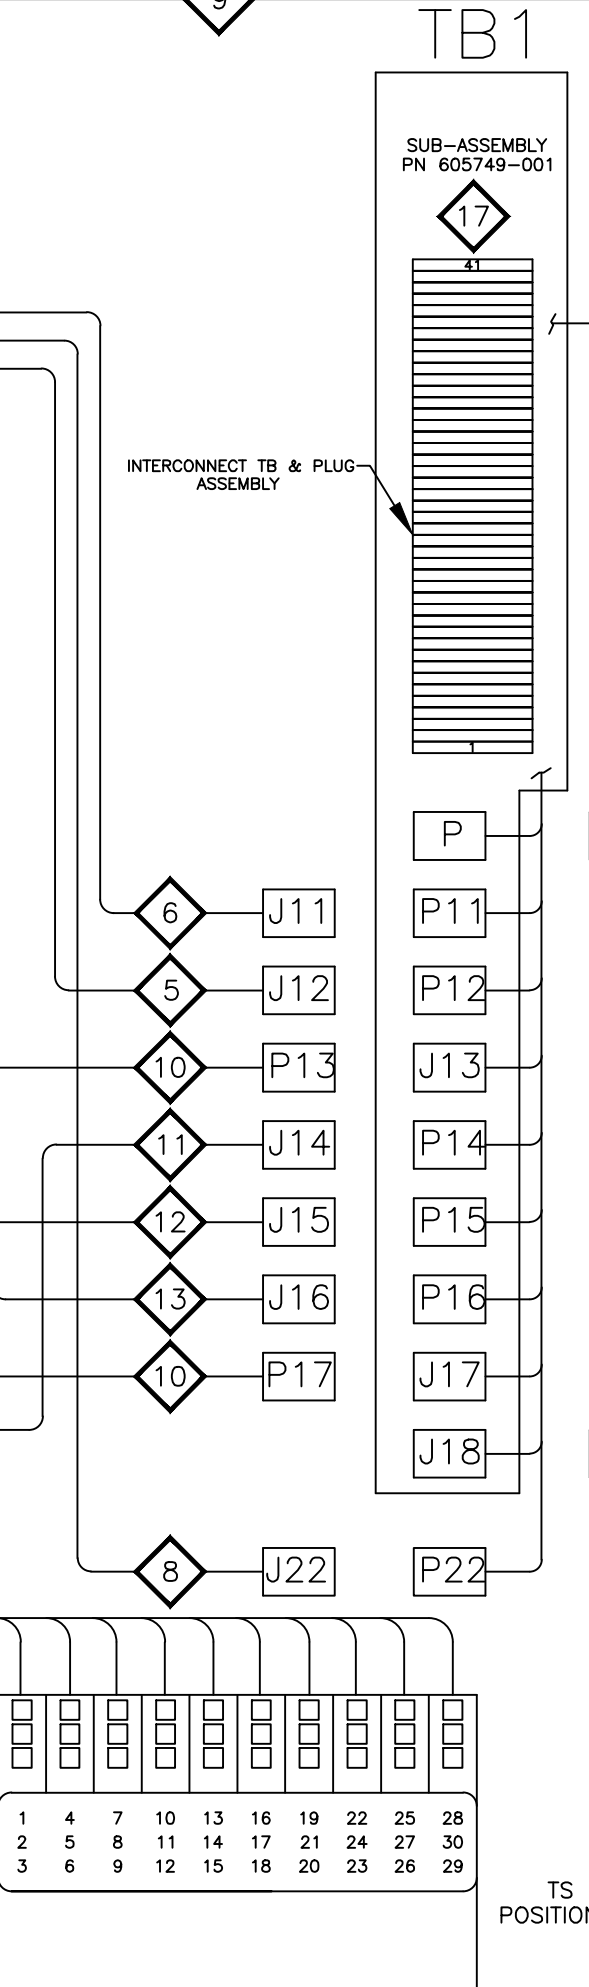 9
TB1
SUB-ASSEMBLY
PN 605749-001
17
41
INTERCONNECT TB & PLUG
ASSEMBLY
1
P
6 J11 P11
5 J12 P12
10 P13 J13
11 J14 P14
12 J15 P15
13 J16 P16
10 P17 J17
J18
8 J22 P22
1 4 7 10 13 16 19 22 25 28
2 5 8 11 14 17 21 24 27 30
3 6 9 12 15 18 20 23 26 29
TS